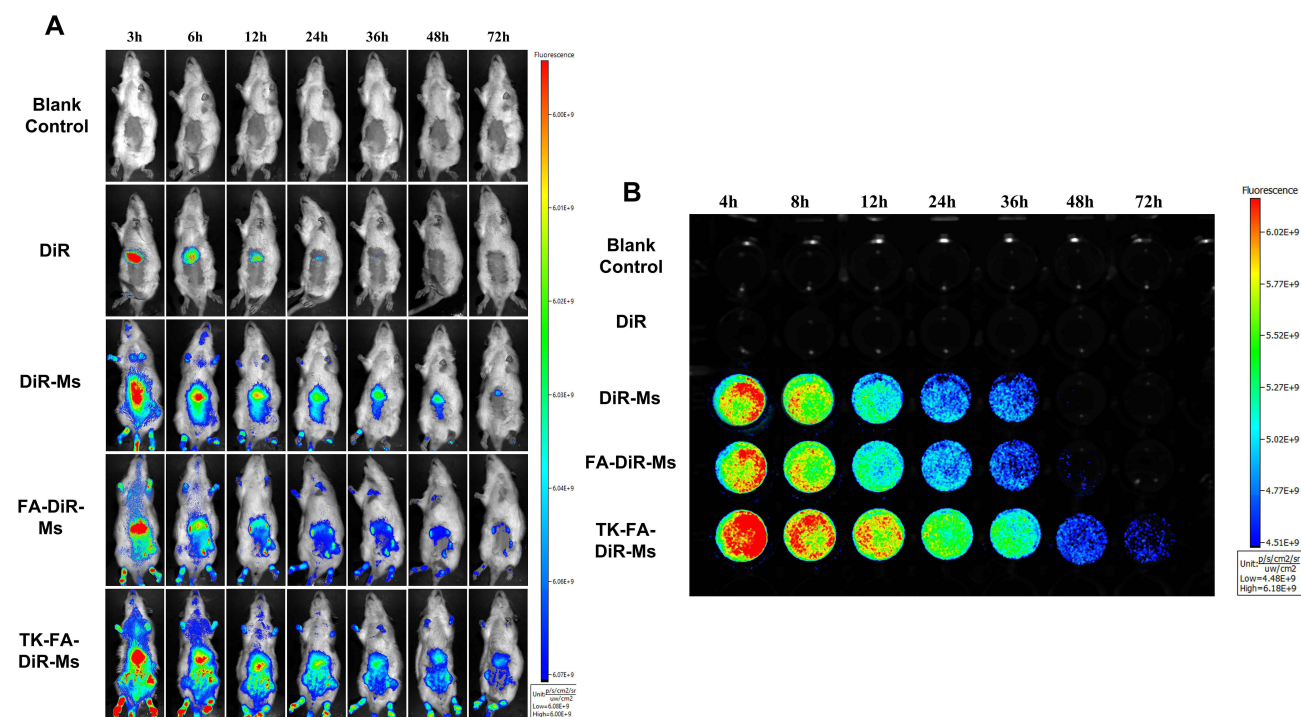 A
3h 6h 12h 24h 36h 48h 72h
Fluorescence
Blank
Control
6.00E+9
6.01E+9
DiR
6.02E+9
DiR-Ms
6.03E+9
FA-DiR-
Ms
6.04E+9
6.06E+9
TK-FA-
DiR-Ms
6.07E+9
Unit:p/s/cm2/sr
uw/cm2
Low=6.08E+9
High=6.00E+9
B
4h 8h 12h 24h 36h 48h 72h
Fluorescence
Blank
Control
6.02E+9
5.77E+9
DiR
5.52E+9
DiR-Ms
5.27E+9
FA-DiR-Ms
5.02E+9
4.77E+9
TK-FA-
DiR-Ms
4.51E+9
Unit:p/s/cm2/sr
uw/cm2
Low=4.48E+9
High=6.18E+9